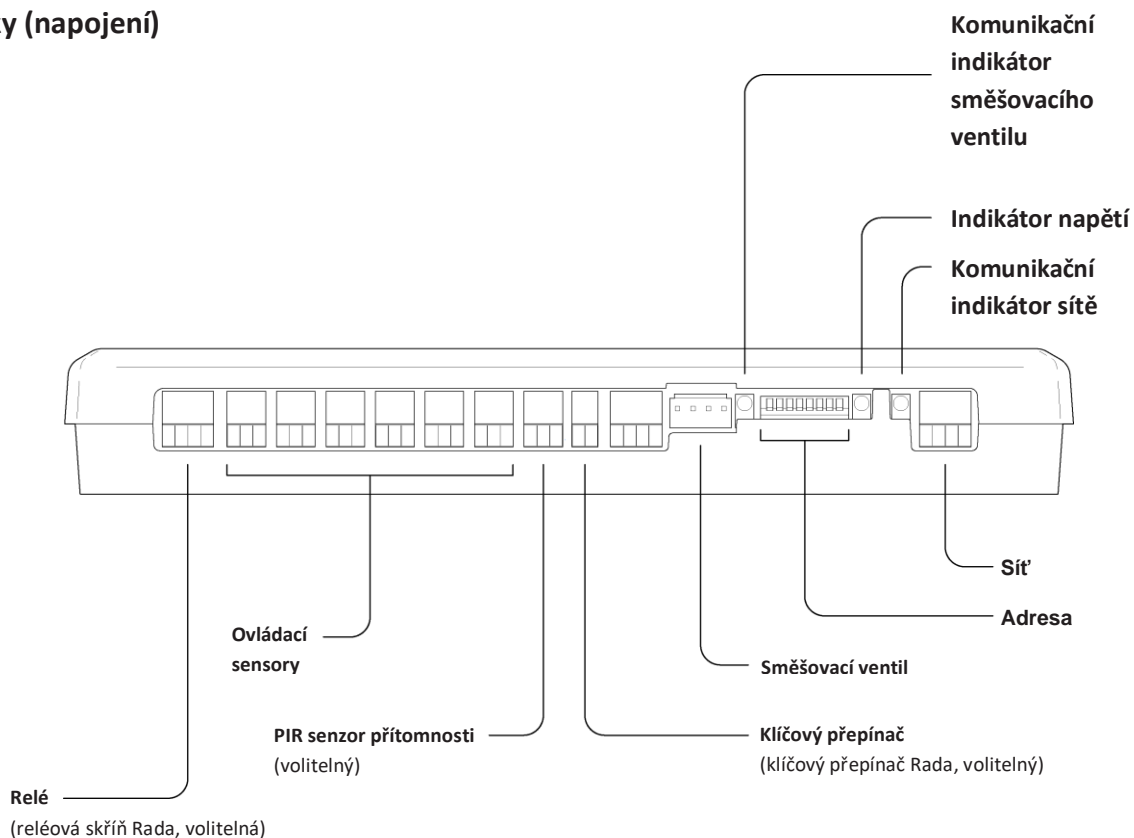 (napojení)
Komunikační
indikátor
směšovacího
ventilu
Indikátor napětí
Komunikační
indikátor sítě
Síť
Adresa
Ovládací
sensory
Směšovací ventil
PIR senzor přítomnosti
(volitelný)
Klíčový přepínač
(klíčový přepínač Rada, volitelný)
Relé
(reléová skříň Rada, volitelná)